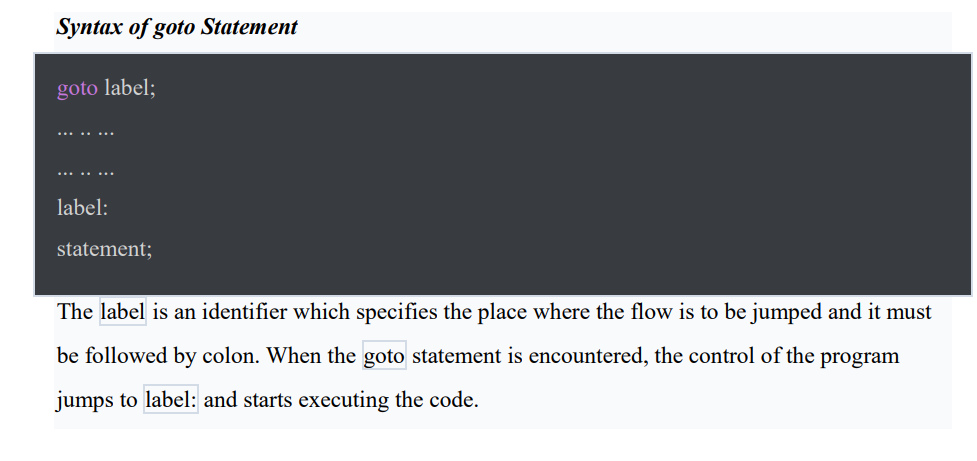 Syntax of goto Statement
goto label;
... .. ...
... .. ...
label:
statement;
The label is an identifier which specifies the place where the flow is to be jumped and it must
be followed by colon. When the goto statement is encountered, the control of the program
jumps to label: and starts executing the code.